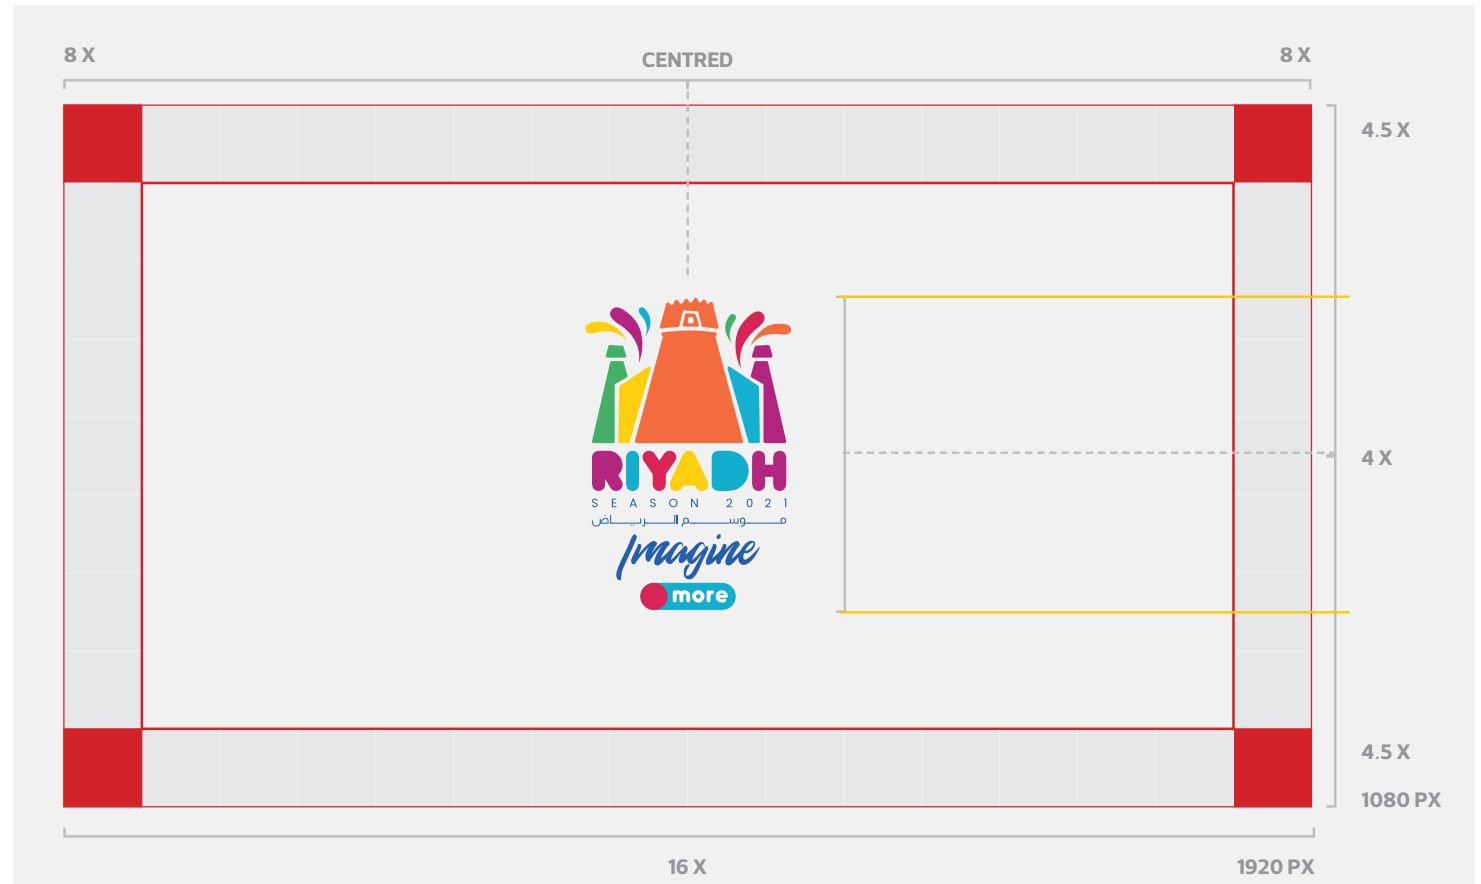 8 X
CENTRED
8 X
4.5 X
RIYADH
SEASON 2021
موسم الرياض
Imagine
more
4 X
4.5 X
1080 PX
16 X
1920 PX